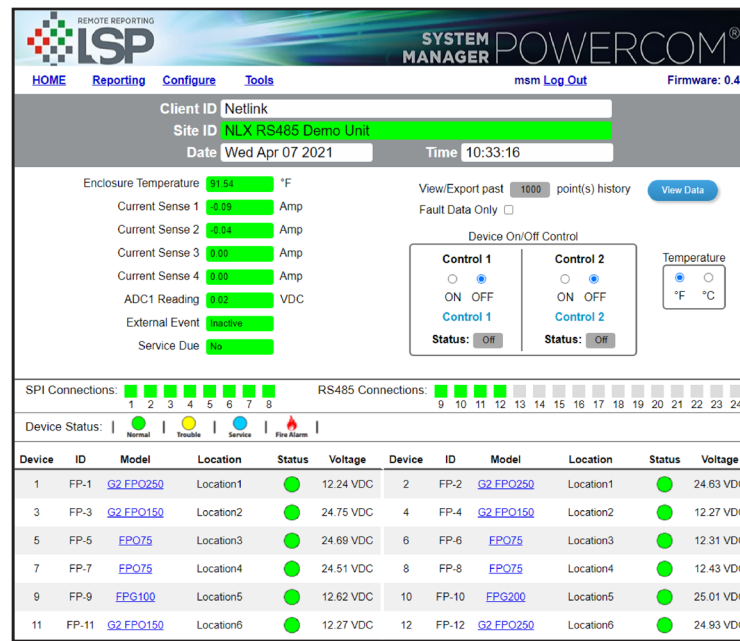 REMOTE REPORTING
LSP
SYSTEM MANAGER POWERCOM®
HOME Reporting Configure Tools msm Log Out Firmware: 0.4
Client ID Netlink
Site ID NLX RS485 Demo Unit
Date Wed Apr 07 2021 Time 10:33:16
Enclosure Temperature 91.54 °F
Current Sense 1 -0.09 Amp
Current Sense 2 -0.04 Amp
Current Sense 3 0.00 Amp
Current Sense 4 0.00 Amp
ADC1 Reading 0.02 VDC
External Event Inactive
Service Due No
View/Export past 1000 point(s) history View Data
Fault Data Only
Device On/Off Control
Control 1 Control 2 Temperature
ON OFF ON OFF °F °C
Control 1 Control 2
Status: Off Status: Off
SPI Connections: RS485 Connections:
1 2 3 4 5 6 7 8 9 10 11 12 13 14 15 16 17 18 19 20 21 22 23 24
Device Status: | Normal | Trouble | Service | Fire Alarm |
Device ID Model Location Status Voltage Device ID Model Location Status Voltage
1 FP-1 G2 FPO250 Location1 12.24 VDC 2 FP-2 G2 FPO250 Location1 24.63 VDC
3 FP-3 G2 FPO150 Location2 24.75 VDC 4 FP-4 G2 FPO150 Location2 12.27 VDC
5 FP-5 FPO75 Location3 24.69 VDC 6 FP-6 FPO75 Location3 12.31 VDC
7 FP-7 FPO75 Location4 24.51 VDC 8 FP-8 FPO75 Location4 12.43 VDC
9 FP-9 FPG100 Location5 12.62 VDC 10 FP-10 FPG200 Location5 25.01 VDC
11 FP-11 G2 FPO150 Location6 12.27 VDC 12 FP-12 G2 FPO250 Location6 24.93 VDC